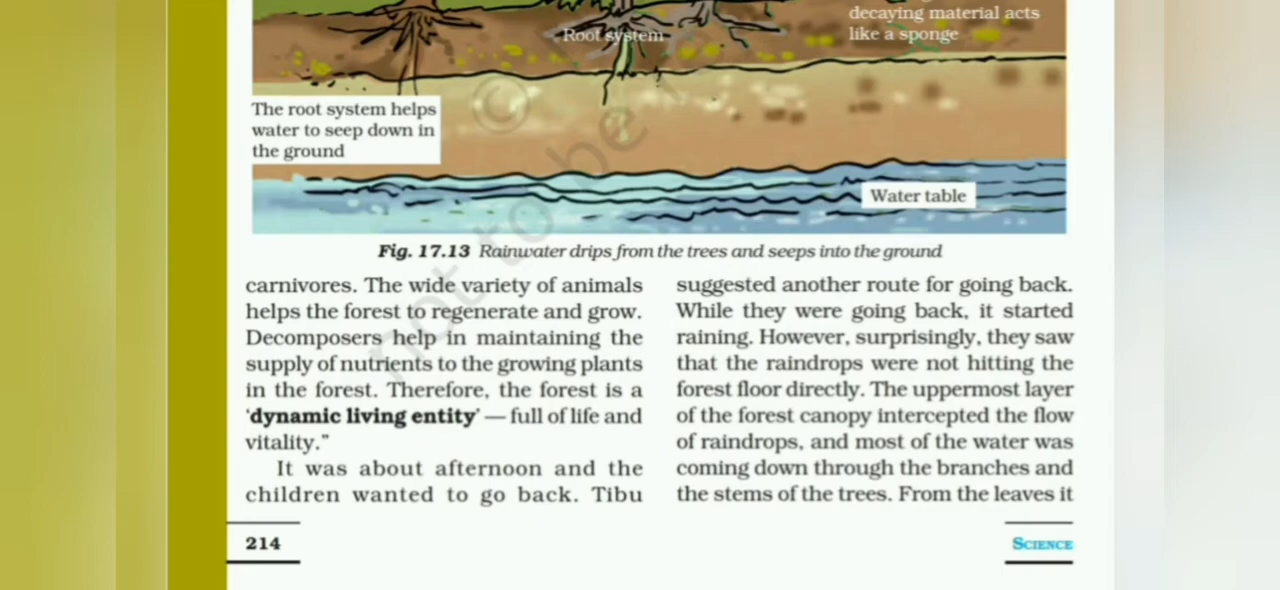 decaying material acts
like a sponge
Root system
The root system helps
water to seep down in
the ground
Water table
Fig. 17.13 Rainwater drips from the trees and seeps into the ground
carnivores. The wide variety of animals
helps the forest to regenerate and grow.
Decomposers help in maintaining the
supply of nutrients to the growing plants
in the forest. Therefore, the forest is a
‘dynamic living entity’ — full of life and
vitality.”
It was about afternoon and the
children wanted to go back. Tibu
suggested another route for going back.
While they were going back, it started
raining. However, surprisingly, they saw
that the raindrops were not hitting the
forest floor directly. The uppermost layer
of the forest canopy intercepted the flow
of raindrops, and most of the water was
coming down through the branches and
the stems of the trees. From the leaves it
214
SCIENCE
© not to be